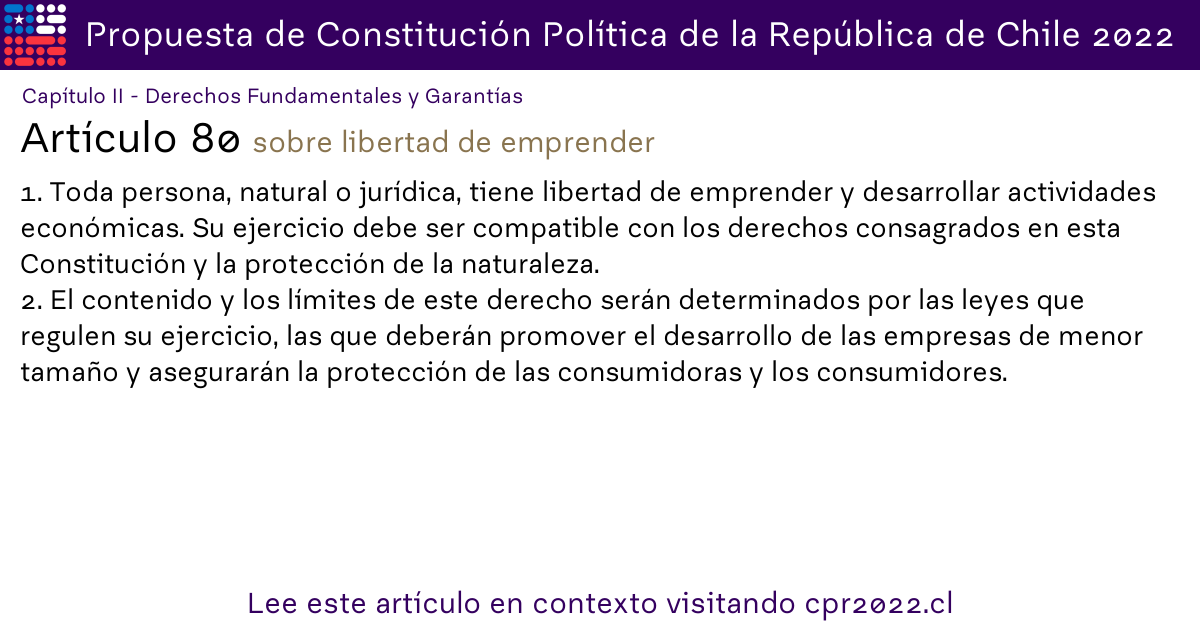 Propuesta de Constitución Política de la República de Chile 2022
Capítulo II - Derechos Fundamentales y Garantías
Artículo 80 sobre libertad de emprender
1. Toda persona, natural o jurídica, tiene libertad de emprender y desarrollar actividades
económicas. Su ejercicio debe ser compatible con los derechos consagrados en esta
Constitución y la protección de la naturaleza.
2. El contenido y los límites de este derecho serán determinados por las leyes que
regulen su ejercicio, las que deberán promover el desarrollo de las empresas de menor
tamaño y asegurarán la protección de las consumidoras y los consumidores.
Lee este artículo en contexto visitando cpr2022.cl